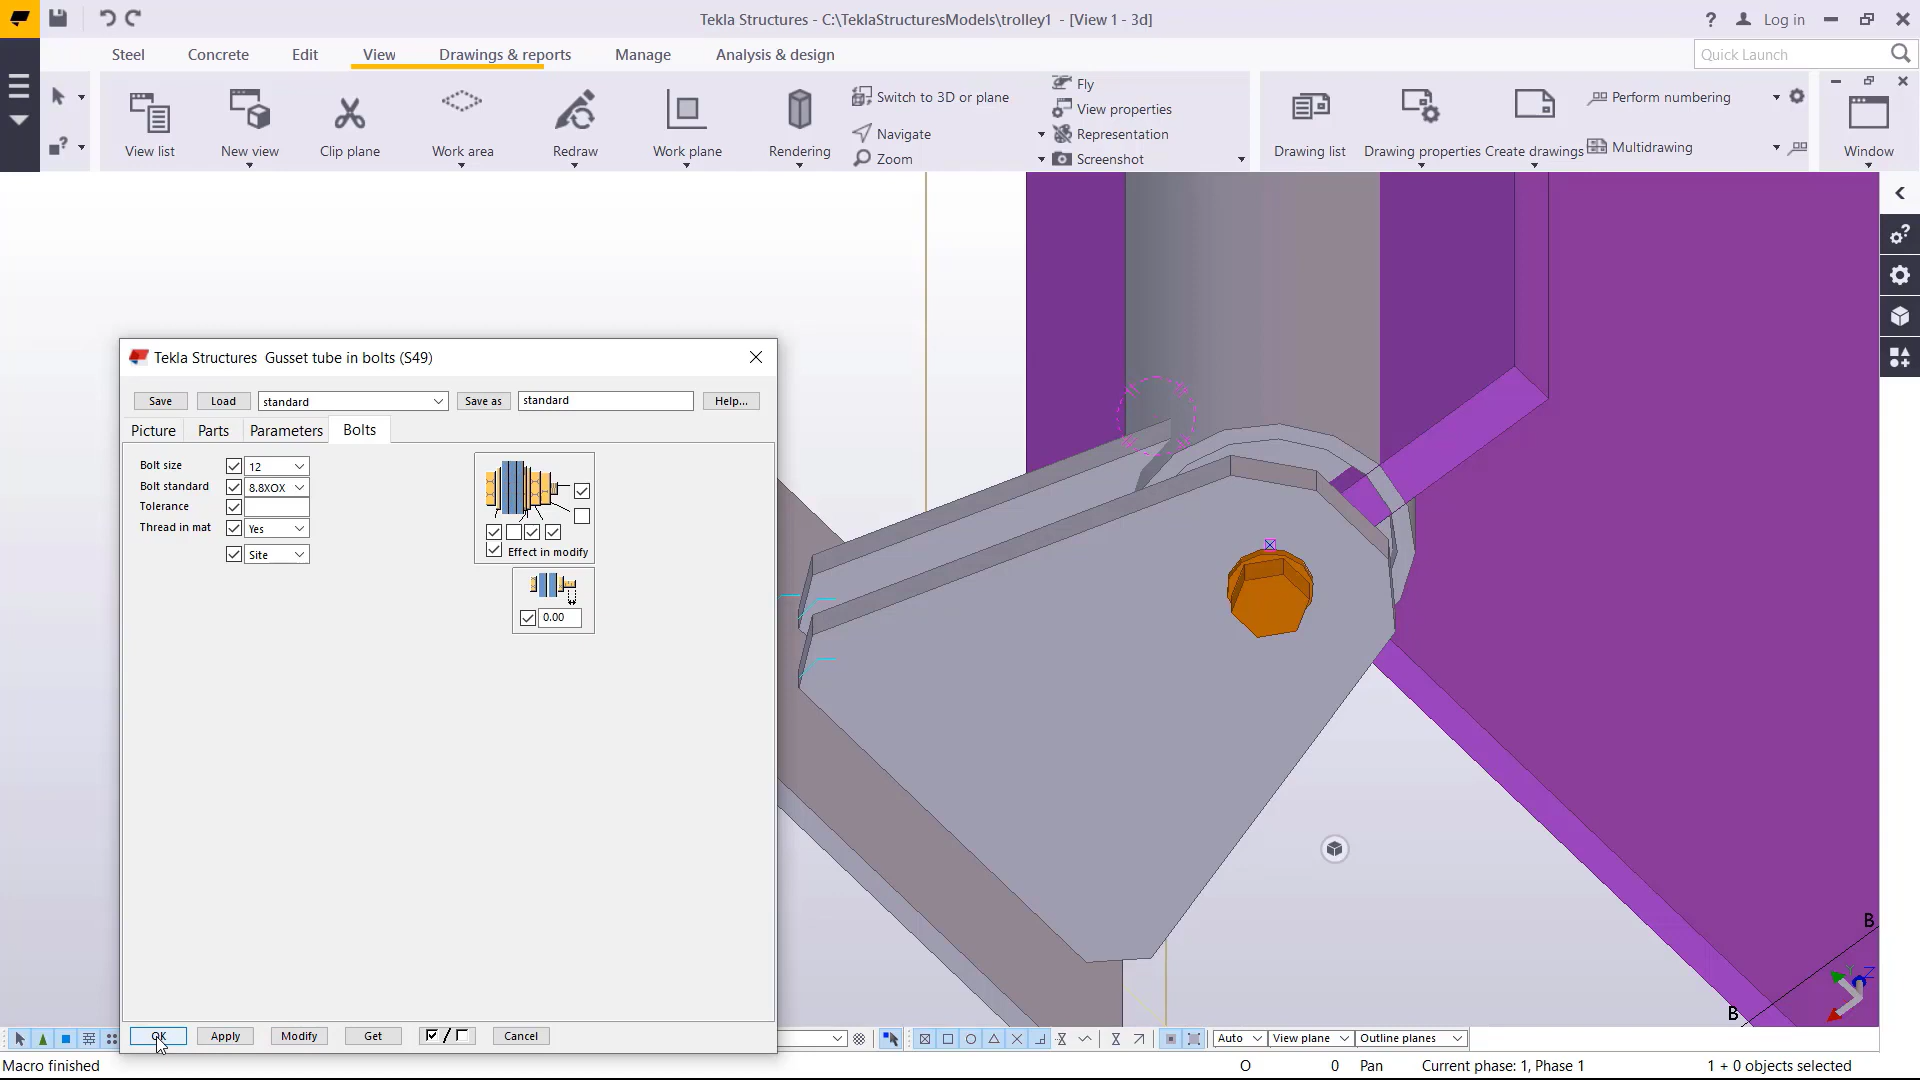 Tekla Structures - C:\TeklaStructuresModels\trolley1 - [View 1 - 3d]
? Log in
Steel Concrete Edit View Drawings & reports Manage Analysis & design
Quick Launch
View list
New view
Clip plane
Work area
Redraw
Work plane
Rendering
Switch to 3D or plane
Navigate
Zoom
Fly
View properties
Representation
Screenshot
Drawing list
Drawing properties
Create drawings
Perform numbering
Multidrawing
Window
Tekla Structures Gusset tube in bolts (S49)
Save Load standard Save as standard Help...
Picture Parts Parameters Bolts
Bolt size 12
Bolt standard 8.8XOX
Tolerance
Thread in mat Yes
Site
Effect in modify
0.00
B
B
Z
OK Apply Modify Get / Cancel
Auto View plane Outline planes
Macro finished O 0 Pan Current phase: 1, Phase 1 1 + 0 objects selected